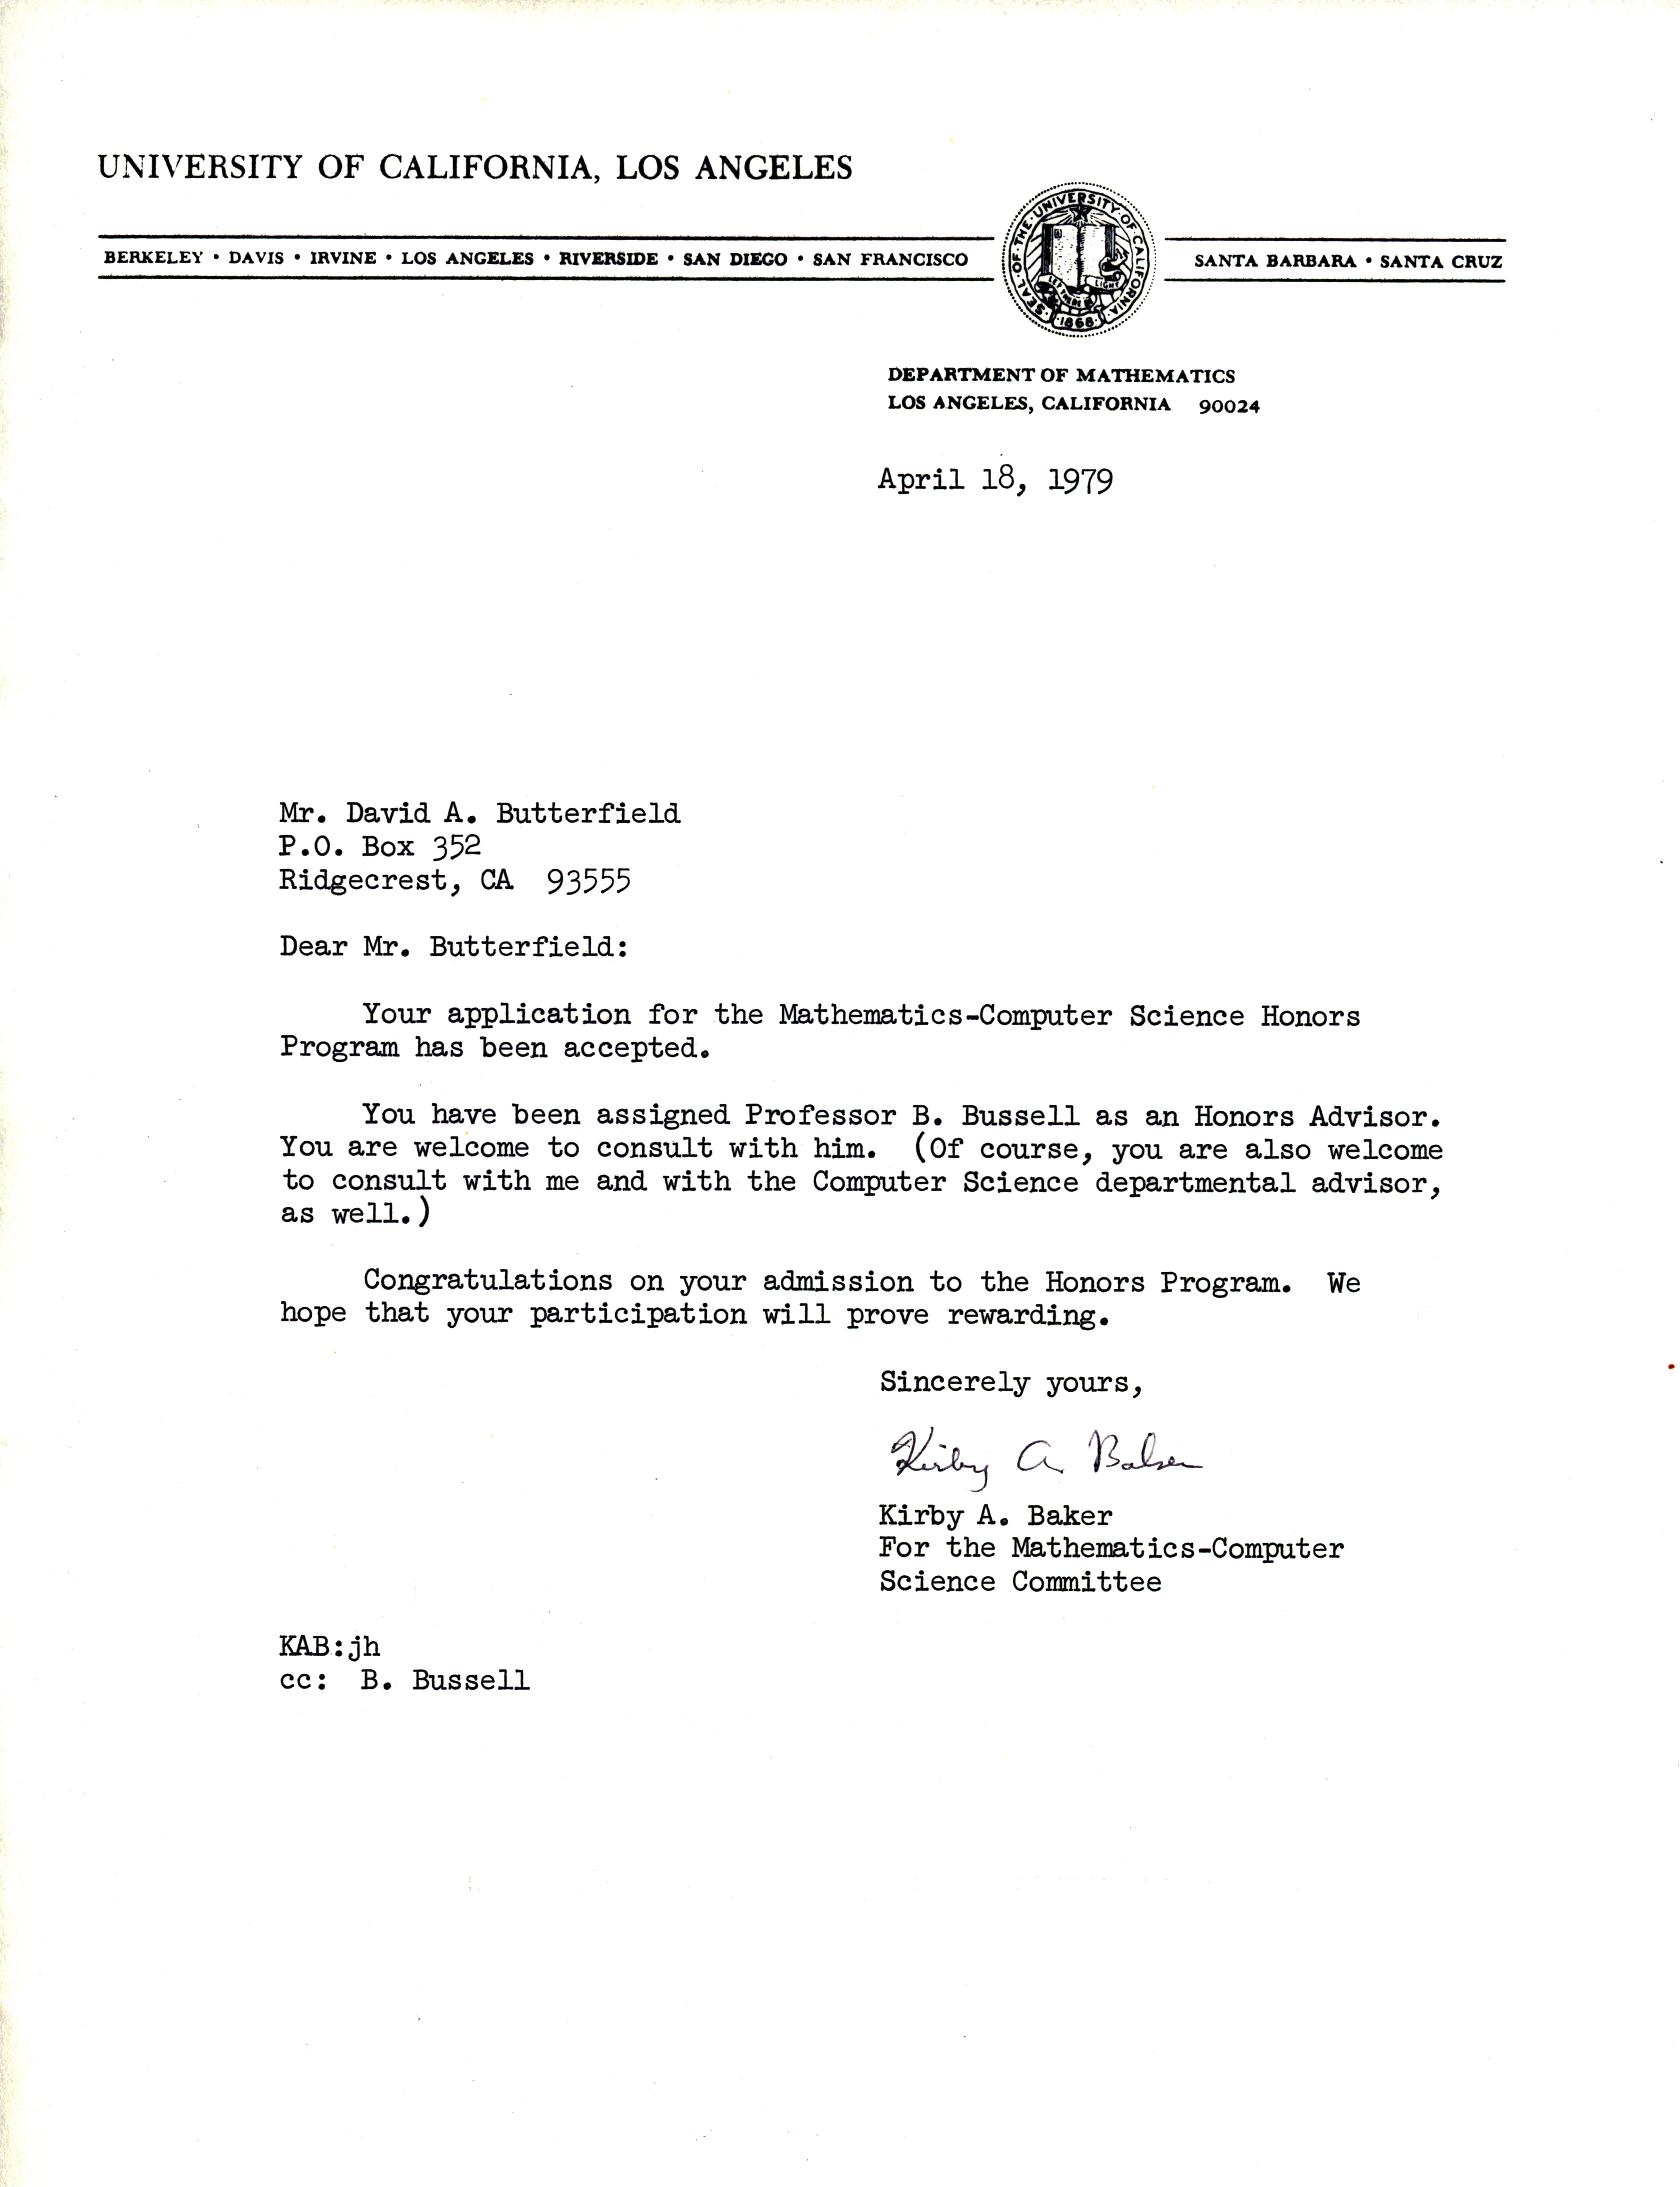 UNIVERSITY OF CALIFORNIA, LOS ANGELES
BERKELEY • DAVIS • IRVINE • LOS ANGELES • RIVERSIDE • SAN DIEGO • SAN FRANCISCO
SEAL OF THE UNIVERSITY OF CALIFORNIA
LET THERE BE LIGHT
1868
SANTA BARBARA • SANTA CRUZ
DEPARTMENT OF MATHEMATICS
LOS ANGELES, CALIFORNIA 90024
April 18, 1979
Mr. David A. Butterfield
P.O. Box 352
Ridgecrest, CA 93555
Dear Mr. Butterfield:
Your application for the Mathematics-Computer Science Honors
Program has been accepted.
You have been assigned Professor B. Bussell as an Honors Advisor.
You are welcome to consult with him. (Of course, you are also welcome
to consult with me and with the Computer Science departmental advisor,
as well.)
Congratulations on your admission to the Honors Program. We
hope that your participation will prove rewarding.
Sincerely yours,
Kirby A. Baker
Kirby A. Baker
For the Mathematics-Computer
Science Committee
KAB:jh
cc: B. Bussell